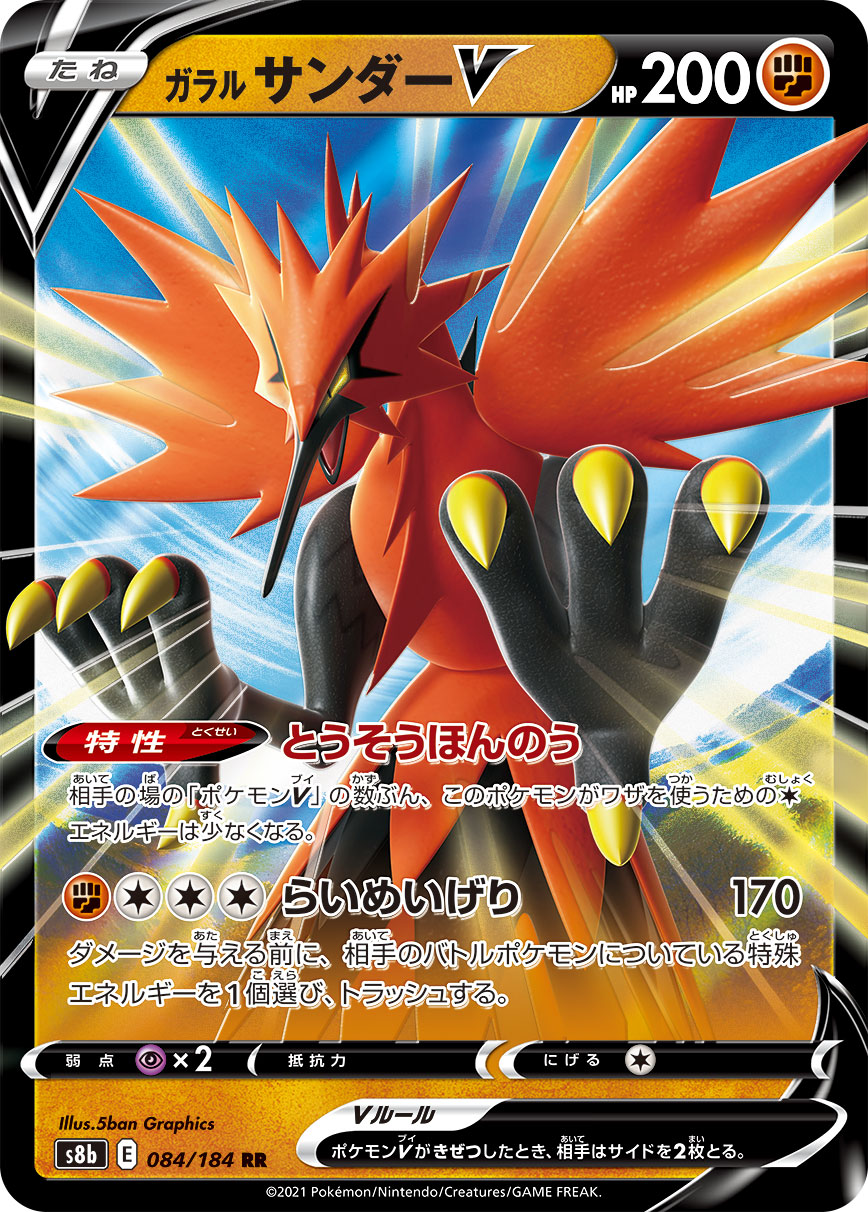 たね
ガラル サンダーV
HP 200
特性 とくせい
とうそうほんのう
相手の場の「ポケモンV」の数ぶん、このポケモンがワザを使うための
エネルギーは少なくなる。
らいめいげり 170
ダメージを与える前に、相手のバトルポケモンについている特殊
エネルギーを1個選び、トラッシュする。
弱点 ×2 抵抗力 にげる
Illus.5ban Graphics
Vルール
ポケモンVがきぜつしたとき、相手はサイドを2枚とる。
s8b E 084/184 RR
©2021 Pokémon/Nintendo/Creatures/GAME FREAK.